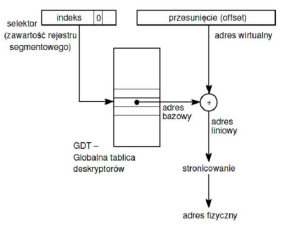 indeks 0
przesunięcie (offset)
selektor
(zawartość rejestru
segmentowego)
adres wirtualny
adres
bazowy
+
adres
liniowy
GDT –
Globalna tablica
deskryptorów
stronicowanie
adres fizyczny